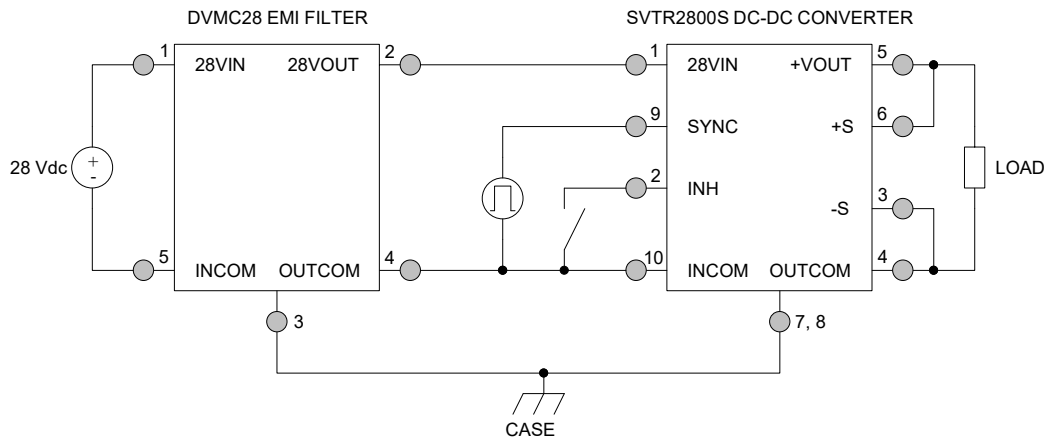 DVMC28 EMI FILTER
SVTR2800S DC-DC CONVERTER
1 28VIN 28VOUT 2
1 28VIN +VOUT 5
9 SYNC +S 6
28 Vdc
+
-
2 INH
-S 3
LOAD
5 INCOM OUTCOM 4
10 INCOM OUTCOM 4
3
7, 8
CASE